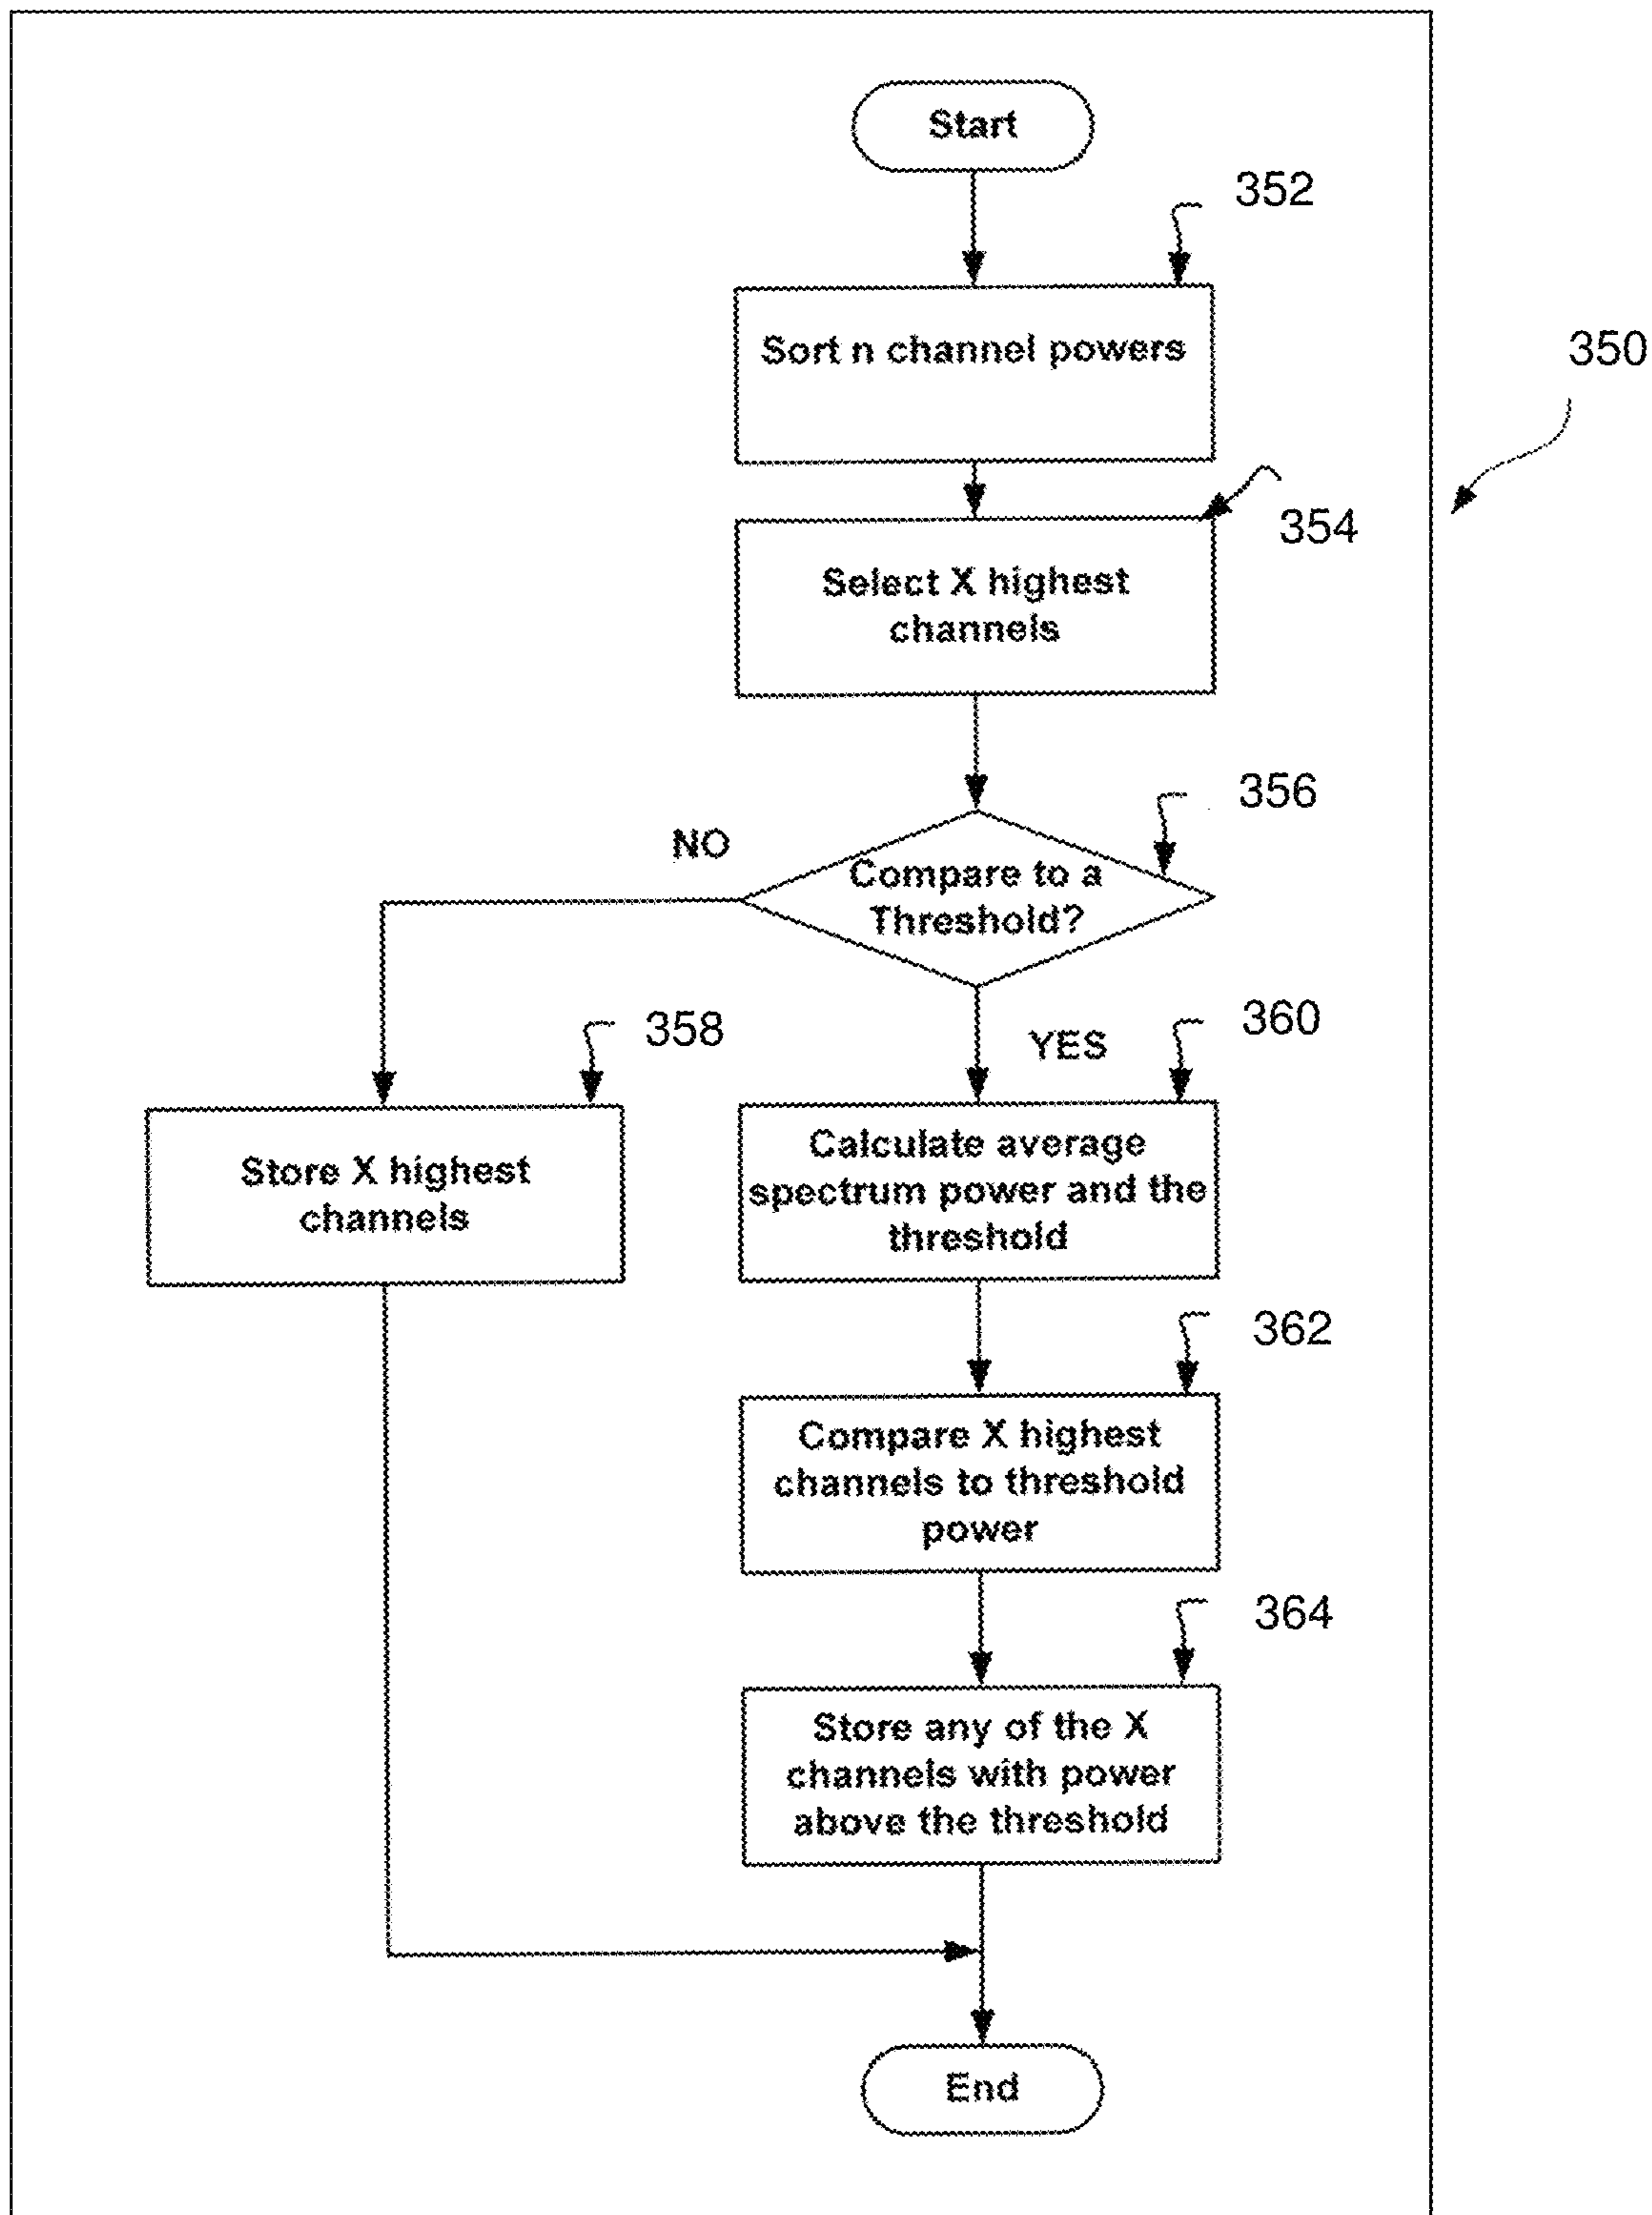 Start
352
Sort n channel powers
350
354
Select X highest
channels
356
NO
Compare to a
Threshold?
358
YES
360
Store X highest
channels
Calculate average
spectrum power and the
threshold
362
Compare X highest
channels to threshold
power
364
Store any of the X
channels with power
above the threshold
End